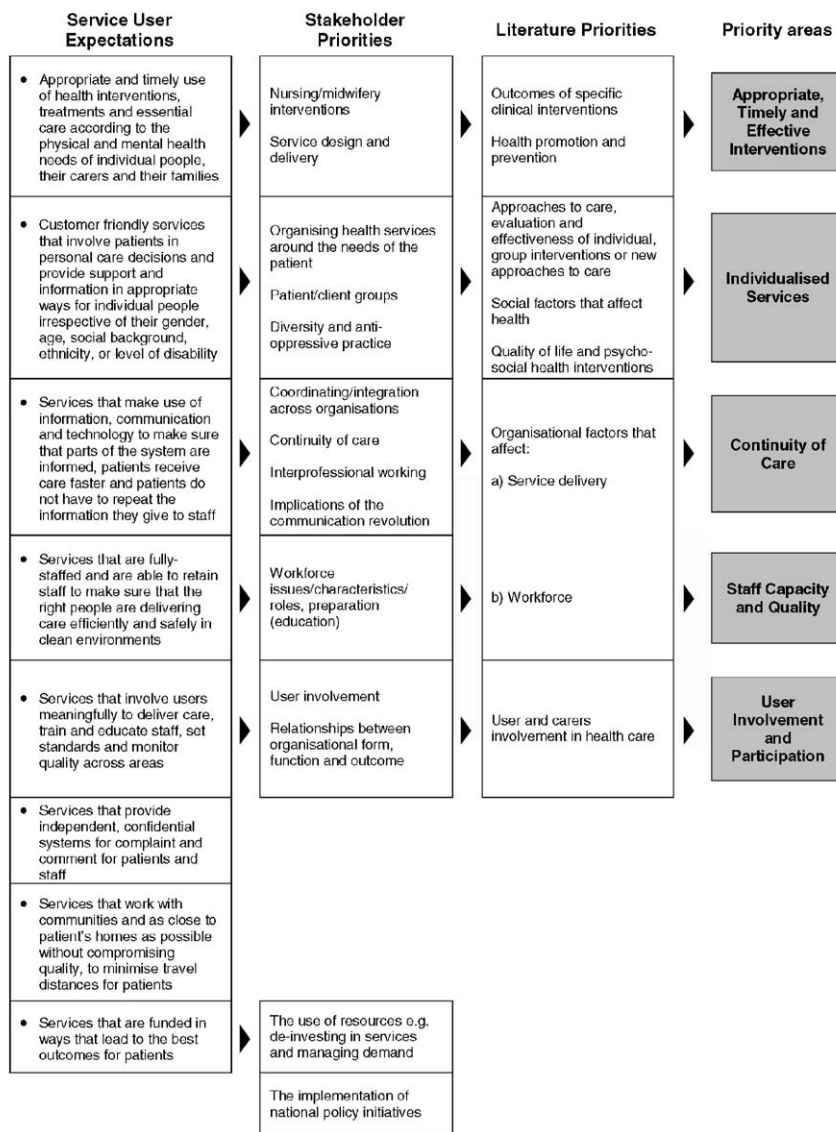 Service User
Expectations
Stakeholder
Priorities
Literature Priorities
Priority areas
• Appropriate and timely use
of health interventions,
treatments and essential
care according to the
physical and mental health
needs of individual people,
their carers and their families
Nursing/midwifery
interventions
Service design and
delivery
Outcomes of specific
clinical interventions
Health promotion and
prevention
Appropriate,
Timely and
Effective
Interventions
• Customer friendly services
that involve patients in
personal care decisions and
provide support and
information in appropriate
ways for individual people
irrespective of their gender,
age, social background,
ethnicity, or level of disability
Organising health services
around the needs of the
patient
Patient/client groups
Diversity and anti-
oppressive practice
Approaches to care,
evaluation and
effectiveness of individual,
group interventions or new
approaches to care
Social factors that affect
health
Quality of life and psycho-
social health interventions
Individualised
Services
• Services that make use of
information, communication
and technology to make sure
that parts of the system are
informed, patients receive
care faster and patients do
not have to repeat the
information they give to staff
Coordinating/integration
across organisations
Continuity of care
Interprofessional working
Implications of the
communication revolution
Organisational factors that
affect:
a) Service delivery
Continuity of
Care
• Services that are fully-
staffed and are able to retain
staff to make sure that the
right people are delivering
care efficiently and safely in
clean environments
Workforce
issues/characteristics/
roles, preparation
(education)
b) Workforce
Staff Capacity
and Quality
• Services that involve users
meaningfully to deliver care,
train and educate staff, set
standards and monitor
quality across areas
User involvement
Relationships between
organisational form,
function and outcome
User and carers
involvement in health care
User
Involvement
and
Participation
• Services that provide
independent, confidential
systems for complaint and
comment for patients and
staff
• Services that work with
communities and as close to
patient's homes as possible
without compromising
quality, to minimise travel
distances for patients
• Services that are funded in
ways that lead to the best
outcomes for patients
The use of resources e.g.
de-investing in services
and managing demand
The implementation of
national policy initiatives